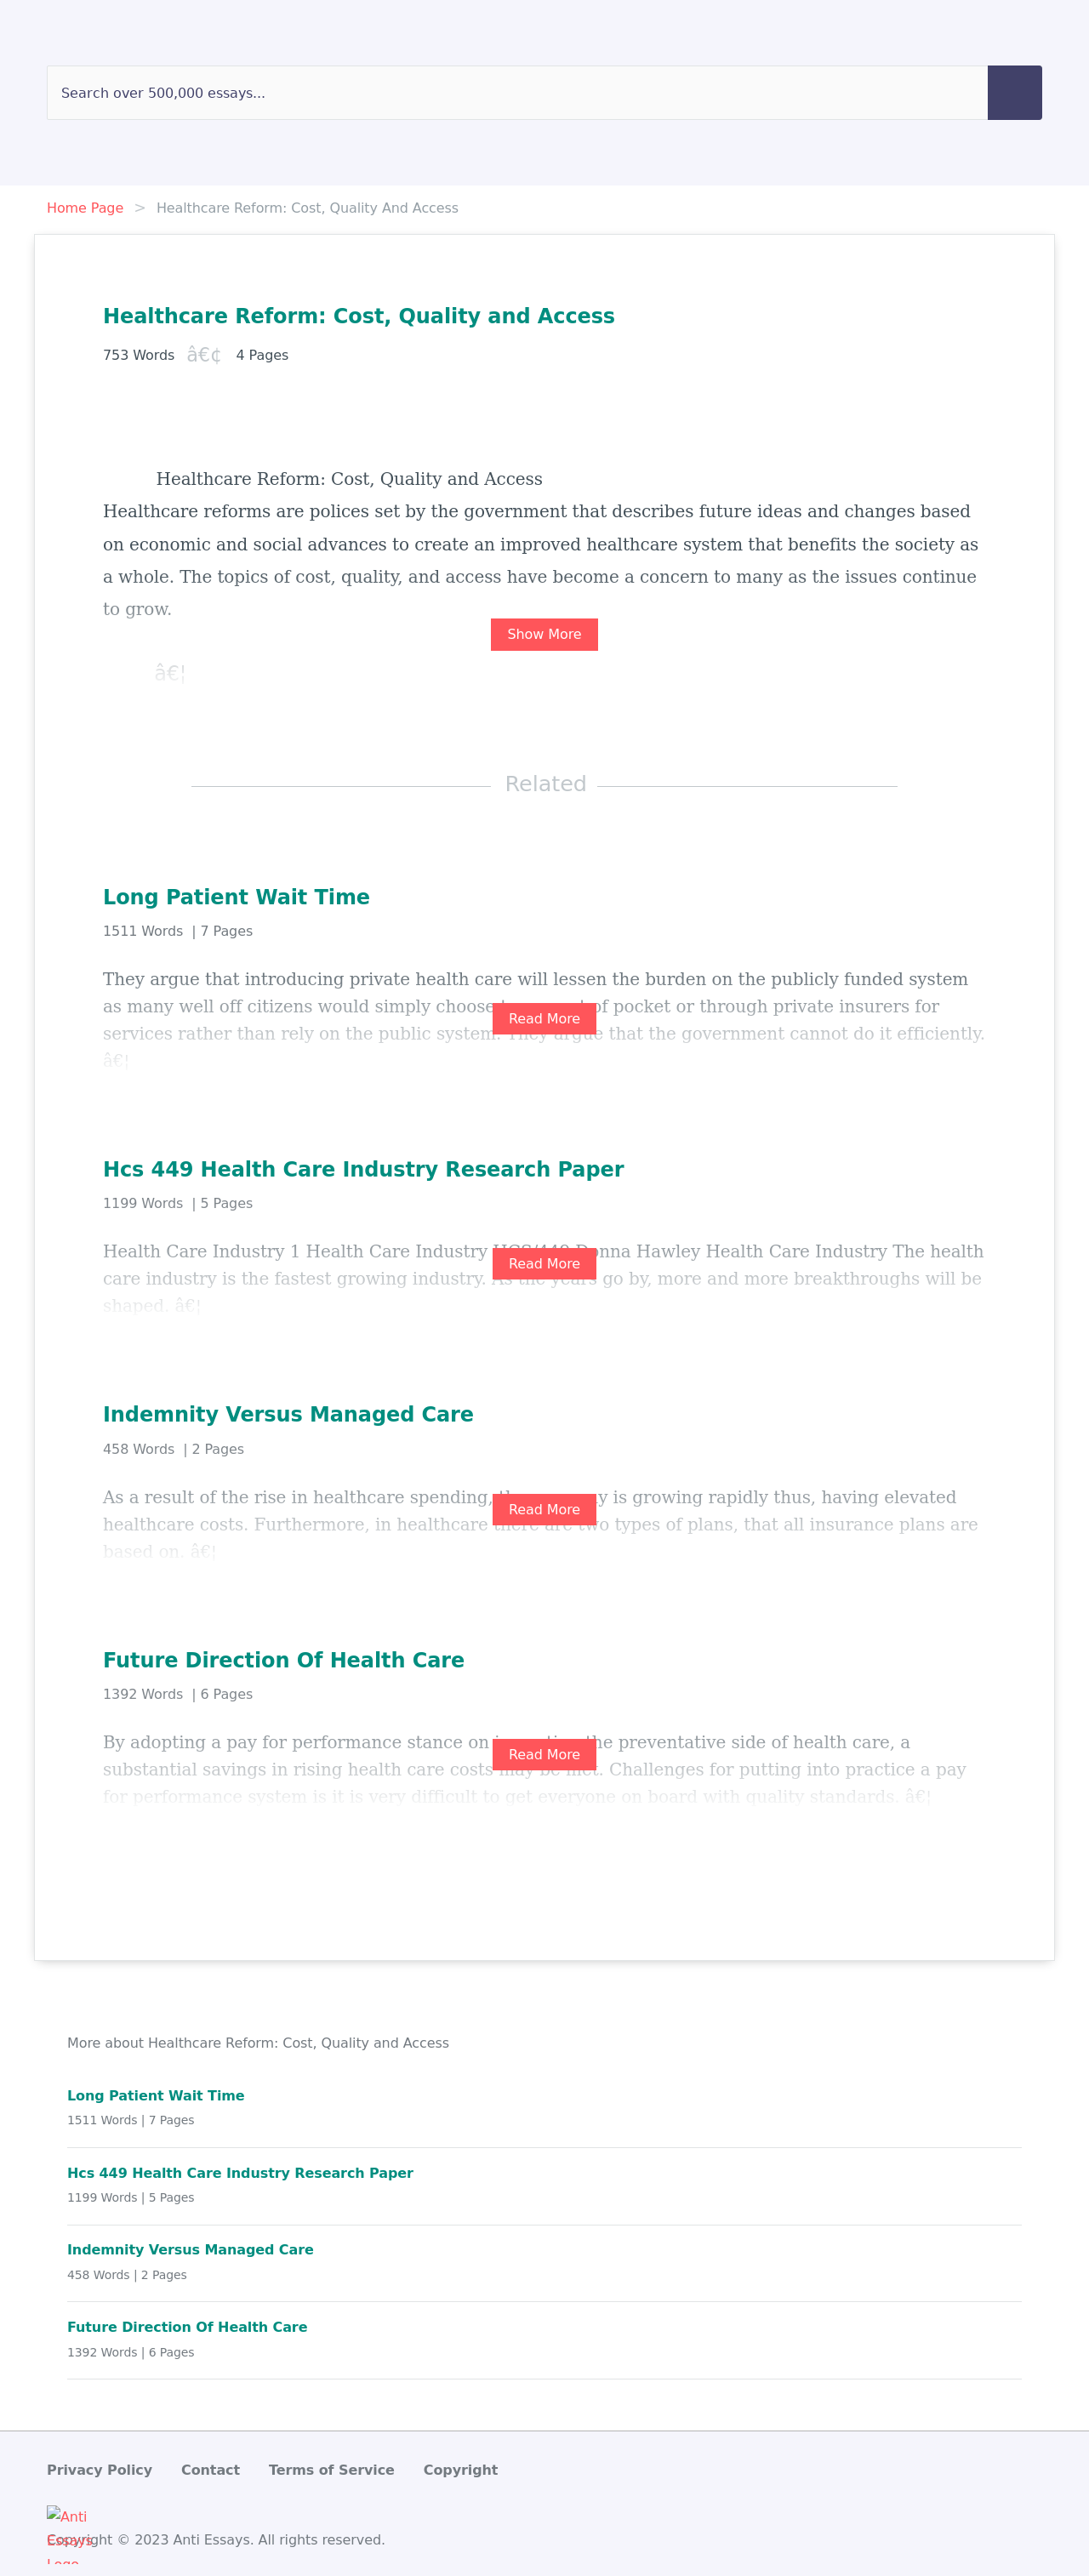 Search over 500,000 essays...
Home Page > Healthcare Reform: Cost, Quality And Access
Healthcare Reform: Cost, Quality and Access
753 Words â€¢ 4 Pages
Healthcare Reform: Cost, Quality and Access
Healthcare reforms are polices set by the government that describes future ideas and changes based
on economic and social advances to create an improved healthcare system that benefits the society as
a whole. The topics of cost, quality, and access have become a concern to many as the issues continue
to grow.
Show More
â€¦
Related
Long Patient Wait Time
1511 Words | 7 Pages
They argue that introducing private health care will lessen the burden on the publicly funded system
as many well off citizens would simply choose of pocket or through private insurers for
Read More
services rather than rely on the public system. They argue that the government cannot do it efficiently.
â€¦
Hcs 449 Health Care Industry Research Paper
1199 Words | 5 Pages
Health Care Industry 1 Health Care Industry HCS/449 Donna Hawley Health Care Industry The health
Read More
care industry is the fastest growing industry. As the years go by, more and more breakthroughs will be
shaped. â€¦
Indemnity Versus Managed Care
458 Words | 2 Pages
As a result of the rise in healthcare spending, is growing rapidly thus, having elevated
Read More
healthcare costs. Furthermore, in healthcare there are two types of plans, that all insurance plans are
based on. â€¦
Future Direction Of Health Care
1392 Words | 6 Pages
By adopting a pay for performance stance on the preventative side of health care, a
Read More
substantial savings in rising health care costs may be met. Challenges for putting into practice a pay
for performance system is it is very difficult to get everyone on board with quality standards. â€¦
More about Healthcare Reform: Cost, Quality and Access
Long Patient Wait Time
1511 Words | 7 Pages
Hcs 449 Health Care Industry Research Paper
1199 Words | 5 Pages
Indemnity Versus Managed Care
458 Words | 2 Pages
Future Direction Of Health Care
1392 Words | 6 Pages
Privacy Policy Contact Terms of Service Copyright
Anti
Essays
Logo
Copyright © 2023 Anti Essays. All rights reserved.